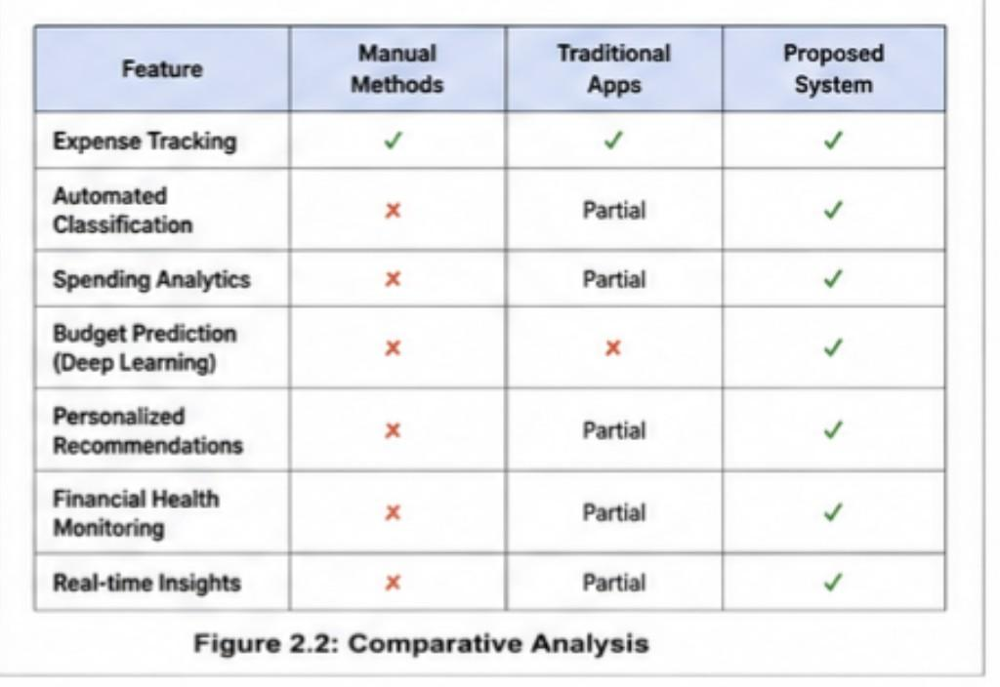 Feature Manual Methods Traditional Apps Proposed System
Expense Tracking ✓ ✓ ✓
Automated Classification ✗ Partial ✓
Spending Analytics ✗ Partial ✓
Budget Prediction (Deep Learning) ✗ ✗ ✓
Personalized Recommendations ✗ Partial ✓
Financial Health Monitoring ✗ Partial ✓
Real-time Insights ✗ Partial ✓
Figure 2.2: Comparative Analysis